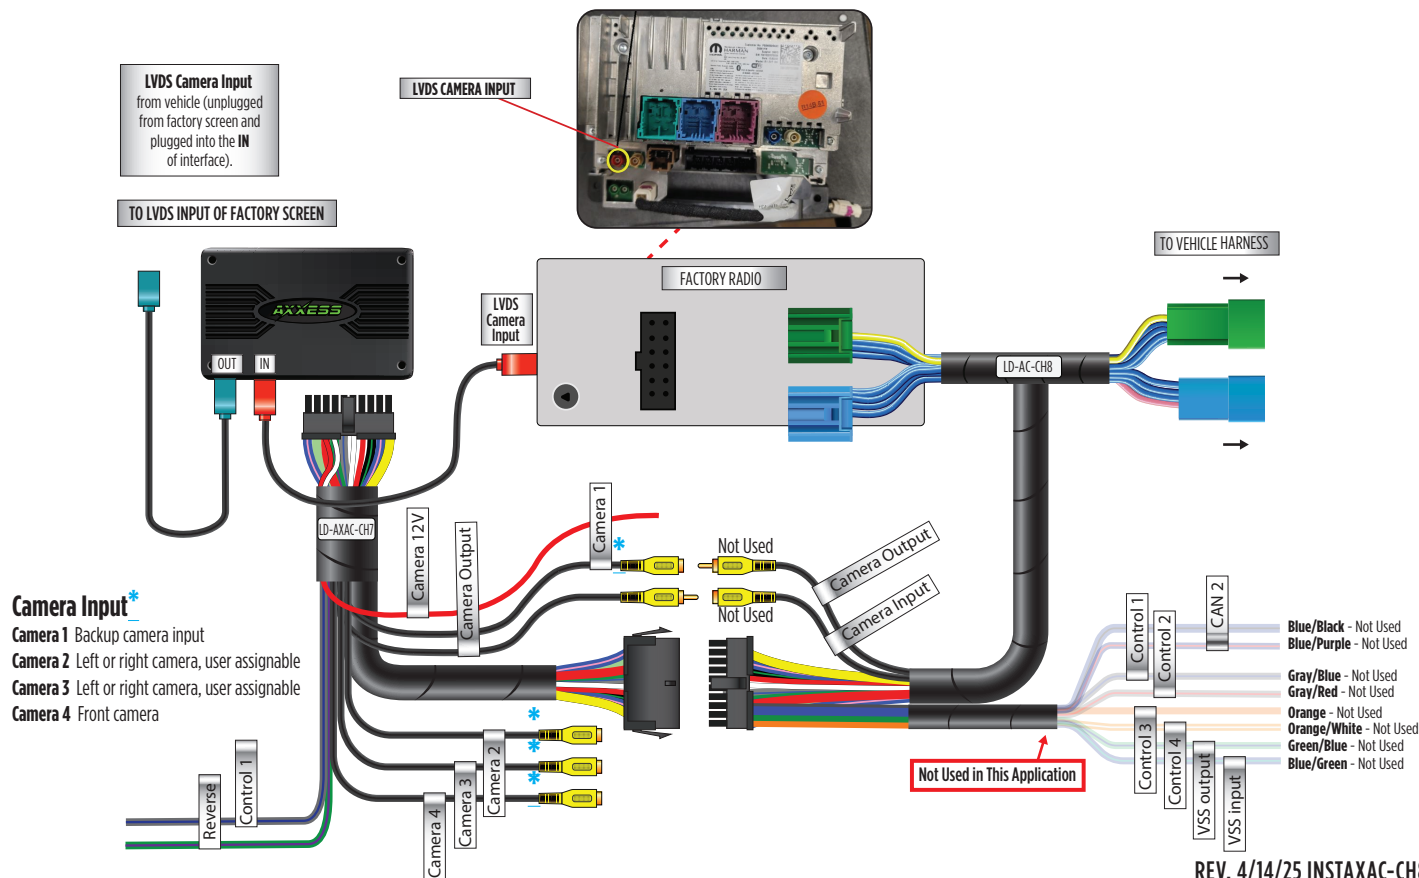 LVDS Camera Input
from vehicle (unplugged
from factory screen and
plugged into the IN
of interface).
LVDS CAMERA INPUT
HARMAN
TO LVDS INPUT OF FACTORY SCREEN
TO VEHICLE HARNESS
FACTORY RADIO
AXXESS
OUT
IN
LVDS
Camera
Input
LD-AC-CH8
LD-AXAC-CH7
Camera 12V
Camera Output
Camera 1
*
Not Used
Not Used
Camera Output
Camera Input
Camera Input*
Camera 1 Backup camera input
Camera 2 Left or right camera, user assignable
Camera 3 Left or right camera, user assignable
Camera 4 Front camera
Control 1
Control 2
CAN 2
Blue/Black - Not Used
Blue/Purple - Not Used
Gray/Blue - Not Used
Gray/Red - Not Used
Orange - Not Used
Orange/White - Not Used
Green/Blue - Not Used
Blue/Green - Not Used
Control 3
Control 4
VSS output
VSS input
Not Used in This Application
*
*
*
Camera 2
Camera 3
Camera 4
Reverse
Control 1
REV. 4/14/25 INSTAXAC-CH8